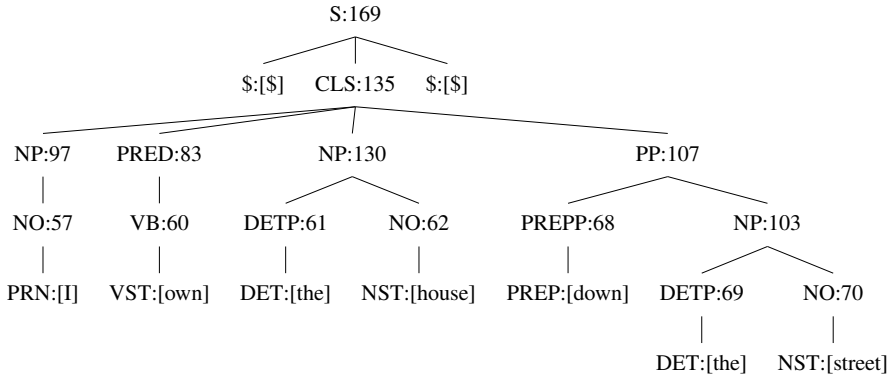 S:169
$:[$] CLS:135 $:[$]
NP:97 PRED:83 NP:130 PP:107
NO:57 VB:60 DETP:61 NO:62 PREPP:68 NP:103
PRN:[I] VST:[own] DET:[the] NST:[house] PREP:[down] DETP:69 NO:70
DET:[the] NST:[street]